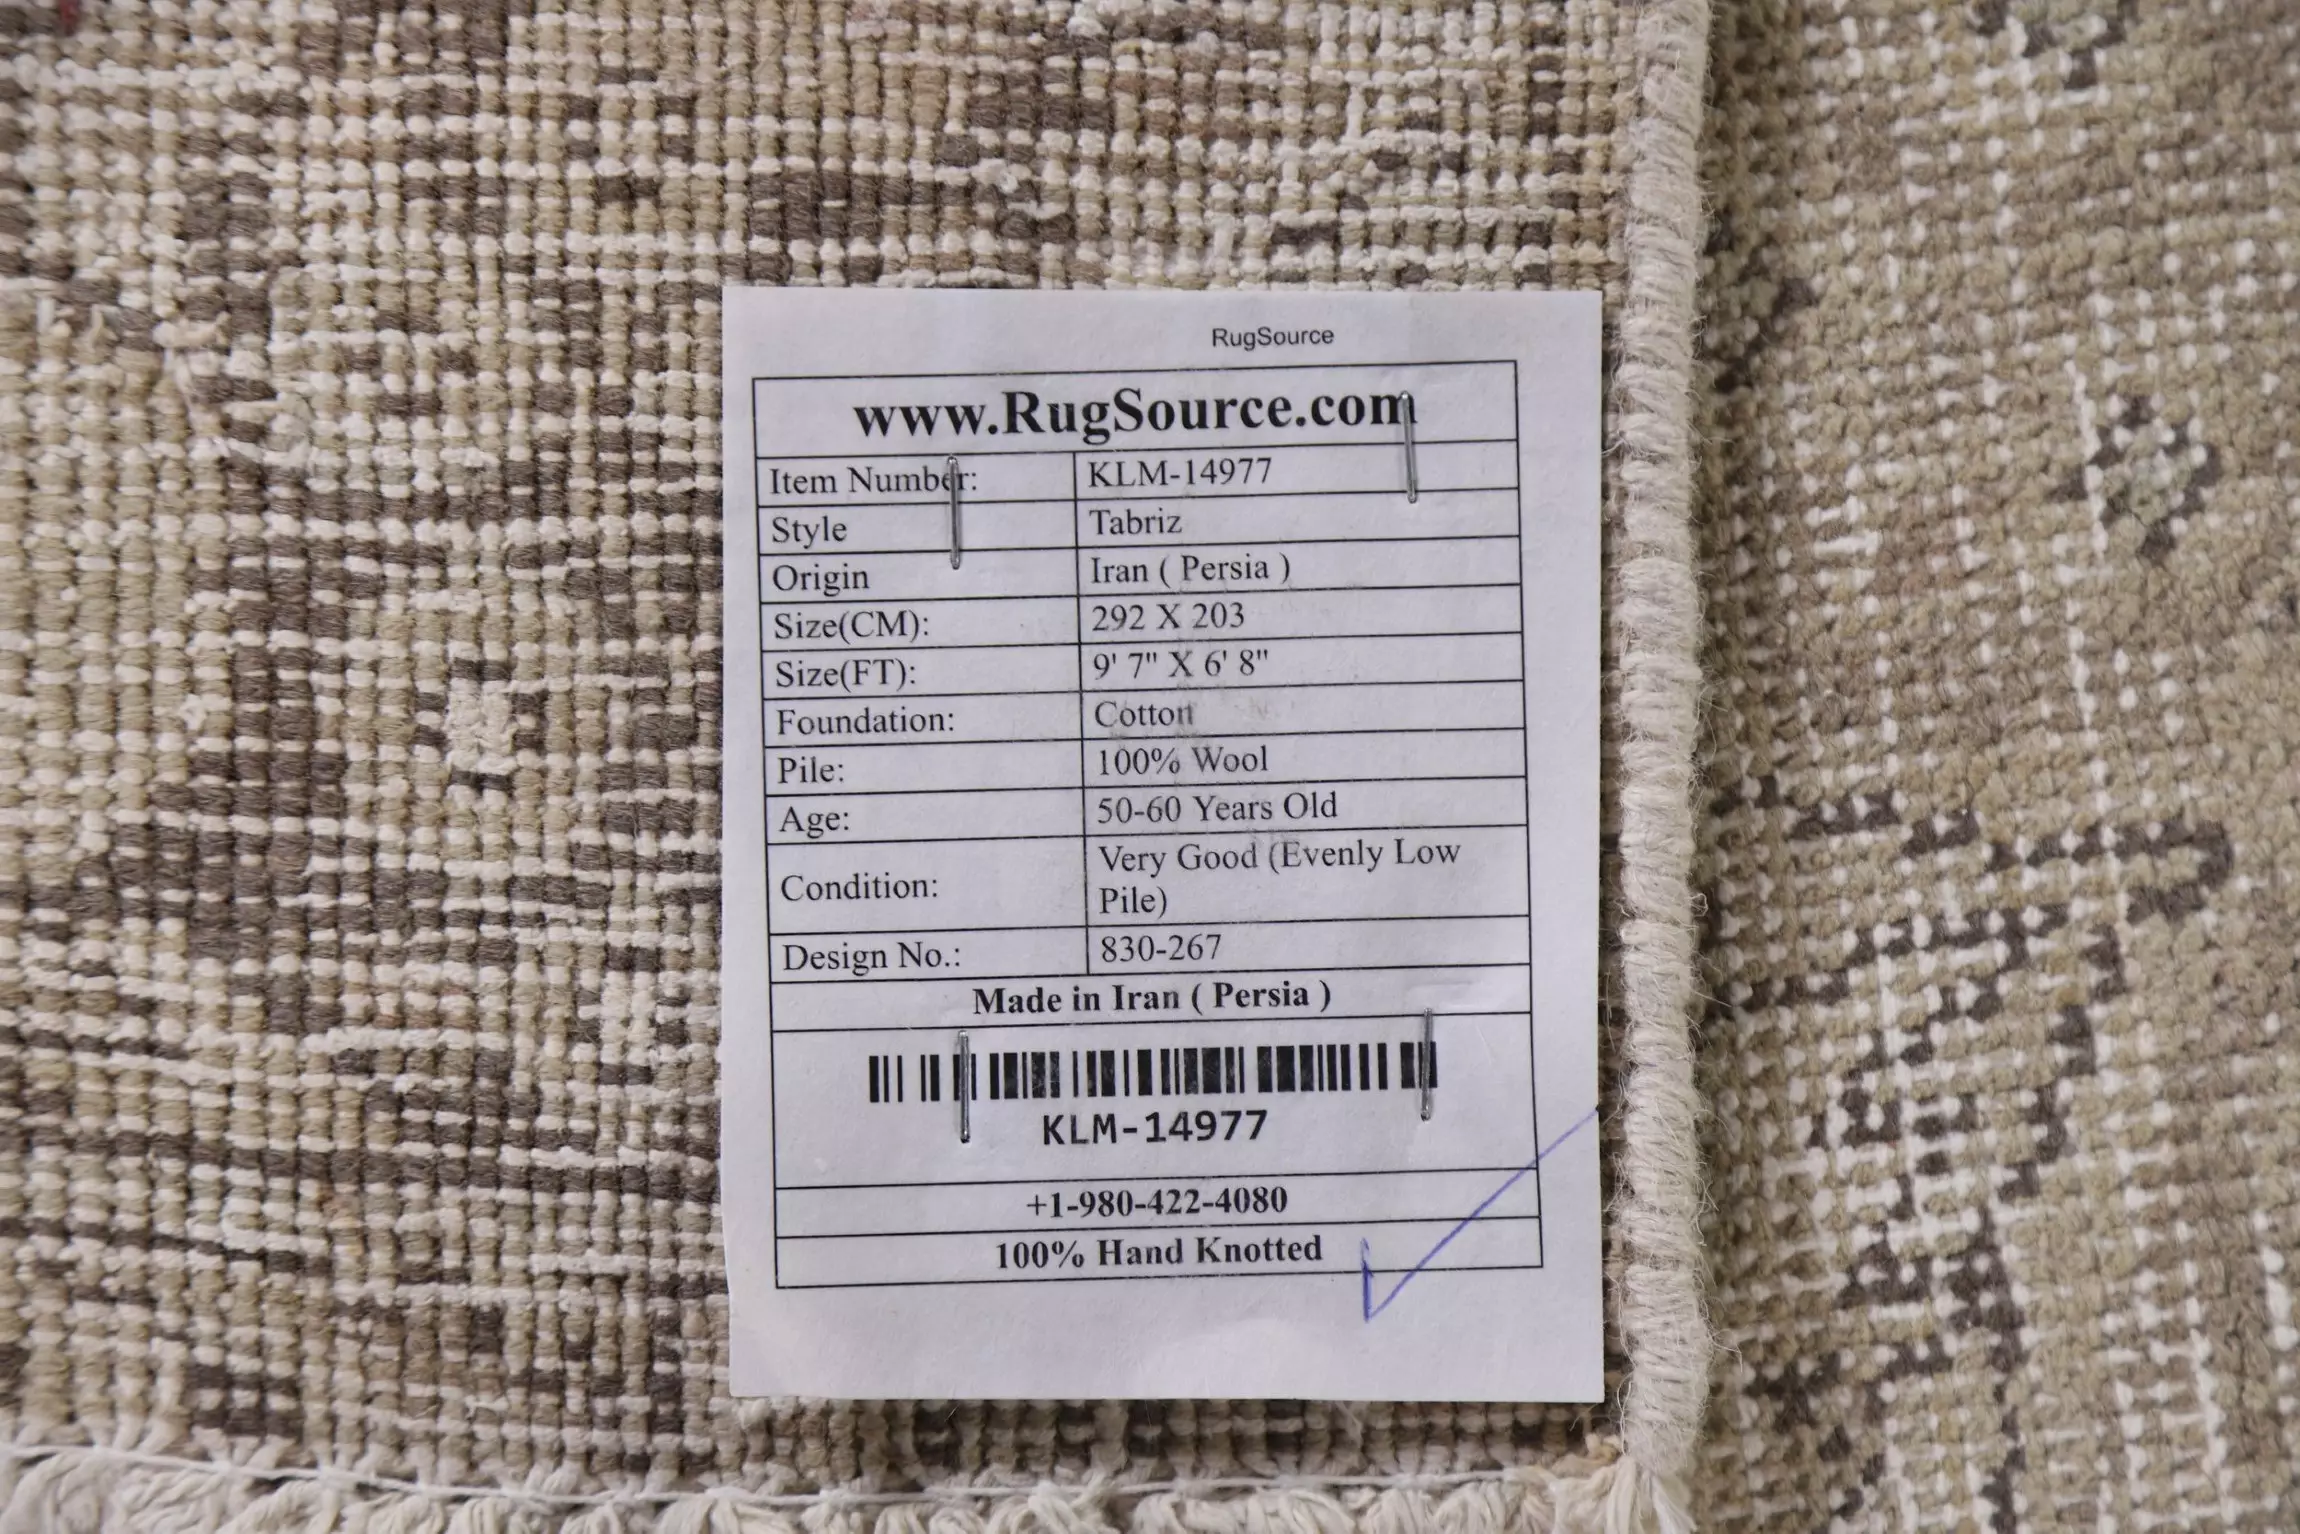 RugSource
www.RugSource.com
Item Number: KLM-14977
Style Tabriz
Origin Iran ( Persia )
Size(CM): 292 X 203
Size(FT): 9' 7" X 6' 8"
Foundation: Cotton
Pile: 100% Wool
Age: 50-60 Years Old
Condition: Very Good (Evenly Low
Pile)
Design No.: 830-267
Made in Iran ( Persia )
KLM-14977
+1-980-422-4080
100% Hand Knotted